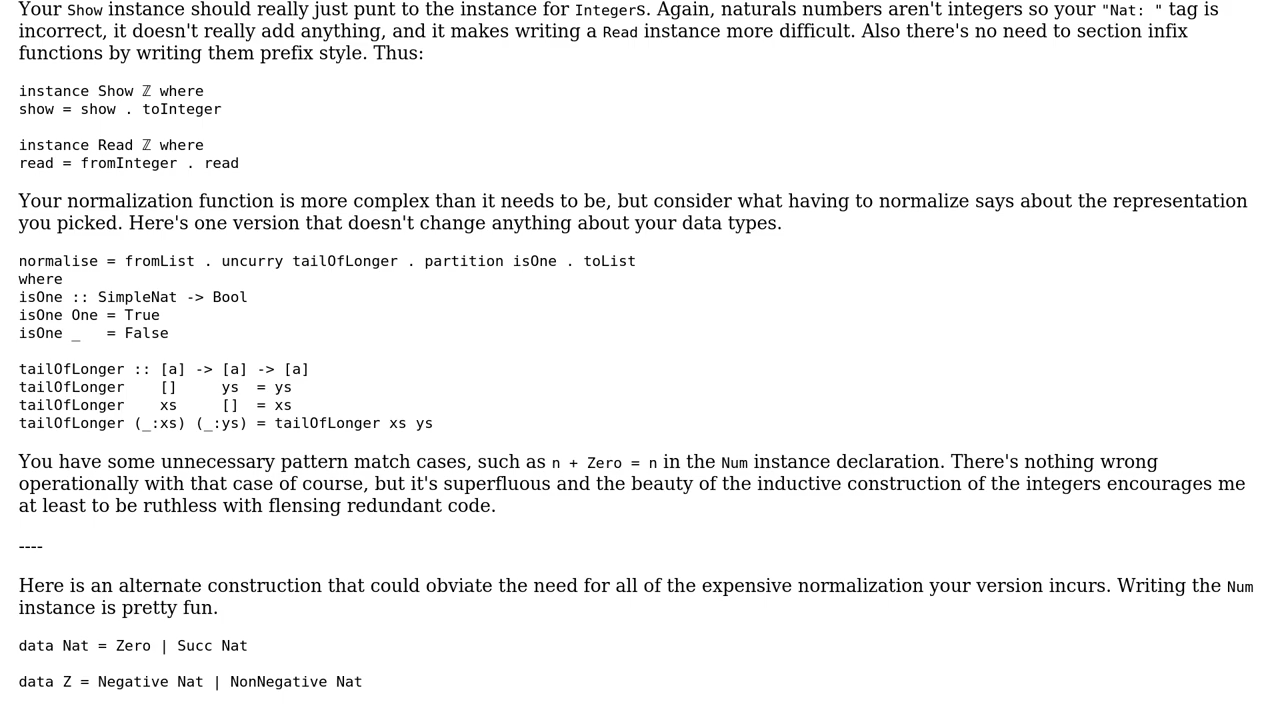 Your Show instance should really just punt to the instance for Integers. Again, naturals numbers aren't integers so your "Nat: " tag is
incorrect, it doesn't really add anything, and it makes writing a Read instance more difficult. Also there's no need to section infix
functions by writing them prefix style. Thus:
instance Show ℤ where
show = show . toInteger
instance Read ℤ where
read = fromInteger . read
Your normalization function is more complex than it needs to be, but consider what having to normalize says about the representation
you picked. Here's one version that doesn't change anything about your data types.
normalise = fromList . uncurry tailOfLonger . partition isOne . toList
where
isOne :: SimpleNat -> Bool
isOne One = True
isOne _   = False
tailOfLonger :: [a] -> [a] -> [a]
tailOfLonger    []     ys  = ys
tailOfLonger    xs     []  = xs
tailOfLonger (_:xs) (_:ys) = tailOfLonger xs ys
You have some unnecessary pattern match cases, such as n + Zero = n in the Num instance declaration. There's nothing wrong
operationally with that case of course, but it's superfluous and the beauty of the inductive construction of the integers encourages me
at least to be ruthless with flensing redundant code.
----
Here is an alternate construction that could obviate the need for all of the expensive normalization your version incurs. Writing the Num
instance is pretty fun.
data Nat = Zero | Succ Nat
data Z = Negative Nat | NonNegative Nat